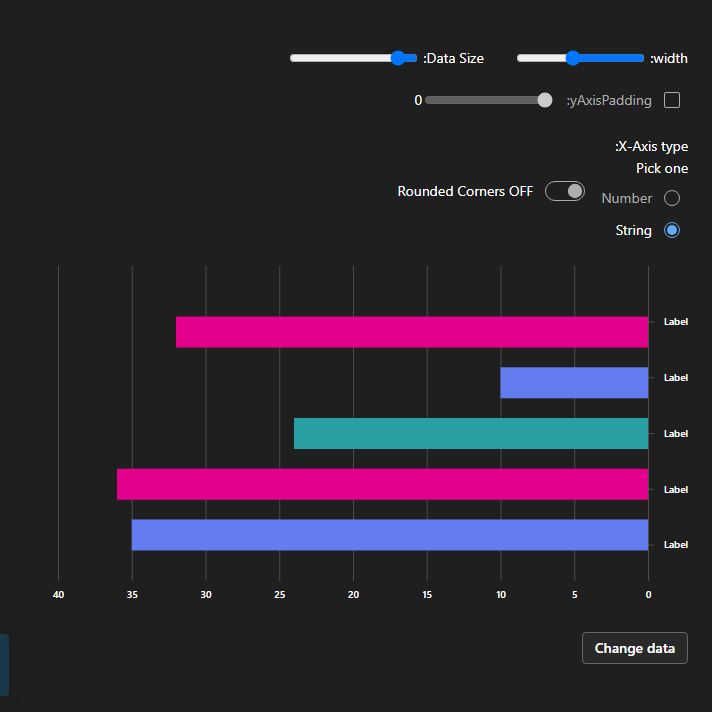 :width
:Data Size
:yAxisPadding
0
:X-Axis type
Pick one
Number
Rounded Corners OFF
String
Label
Label
Label
Label
Label
40 35 30 25 20 15 10 5 0
Change data